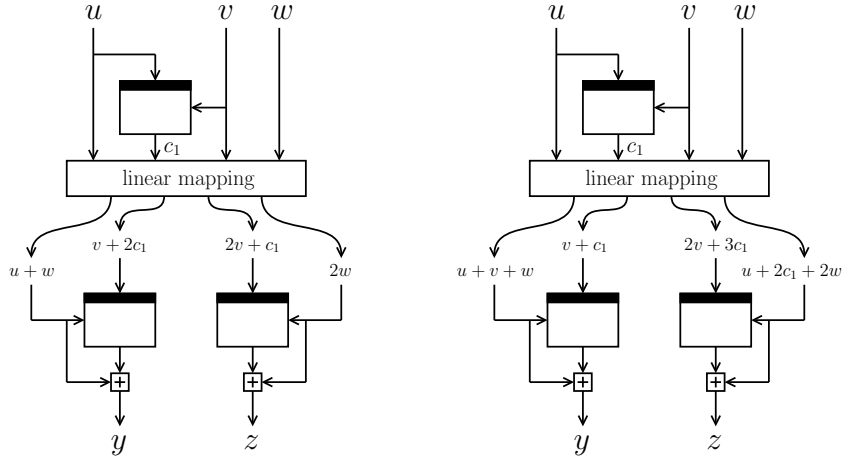 u v w u v w
c₁ c₁
linear mapping linear mapping
v + 2c₁ 2v + c₁ v + c₁ 2v + 3c₁
u + w 2w u + v + w u + 2c₁ + 2w
+ + + +
y z y z